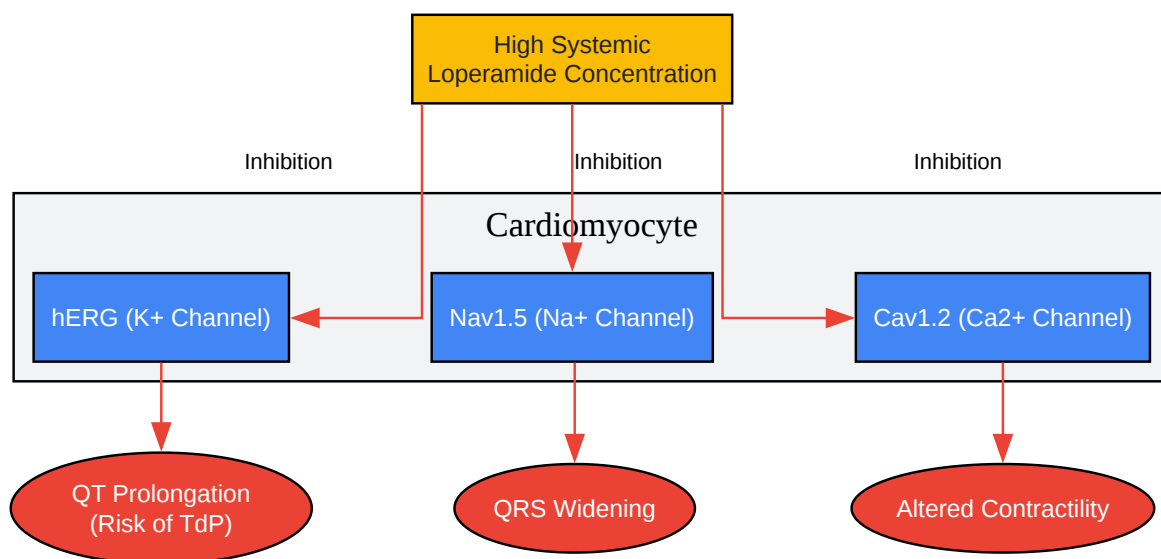 High Systemic
Loperamide Concentration
Inhibition
Inhibition
Inhibition
Cardiomyocyte
hERG (K+ Channel)
Nav1.5 (Na+ Channel)
Cav1.2 (Ca2+ Channel)
QT Prolongation
(Risk of TdP)
QRS Widening
Altered Contractility